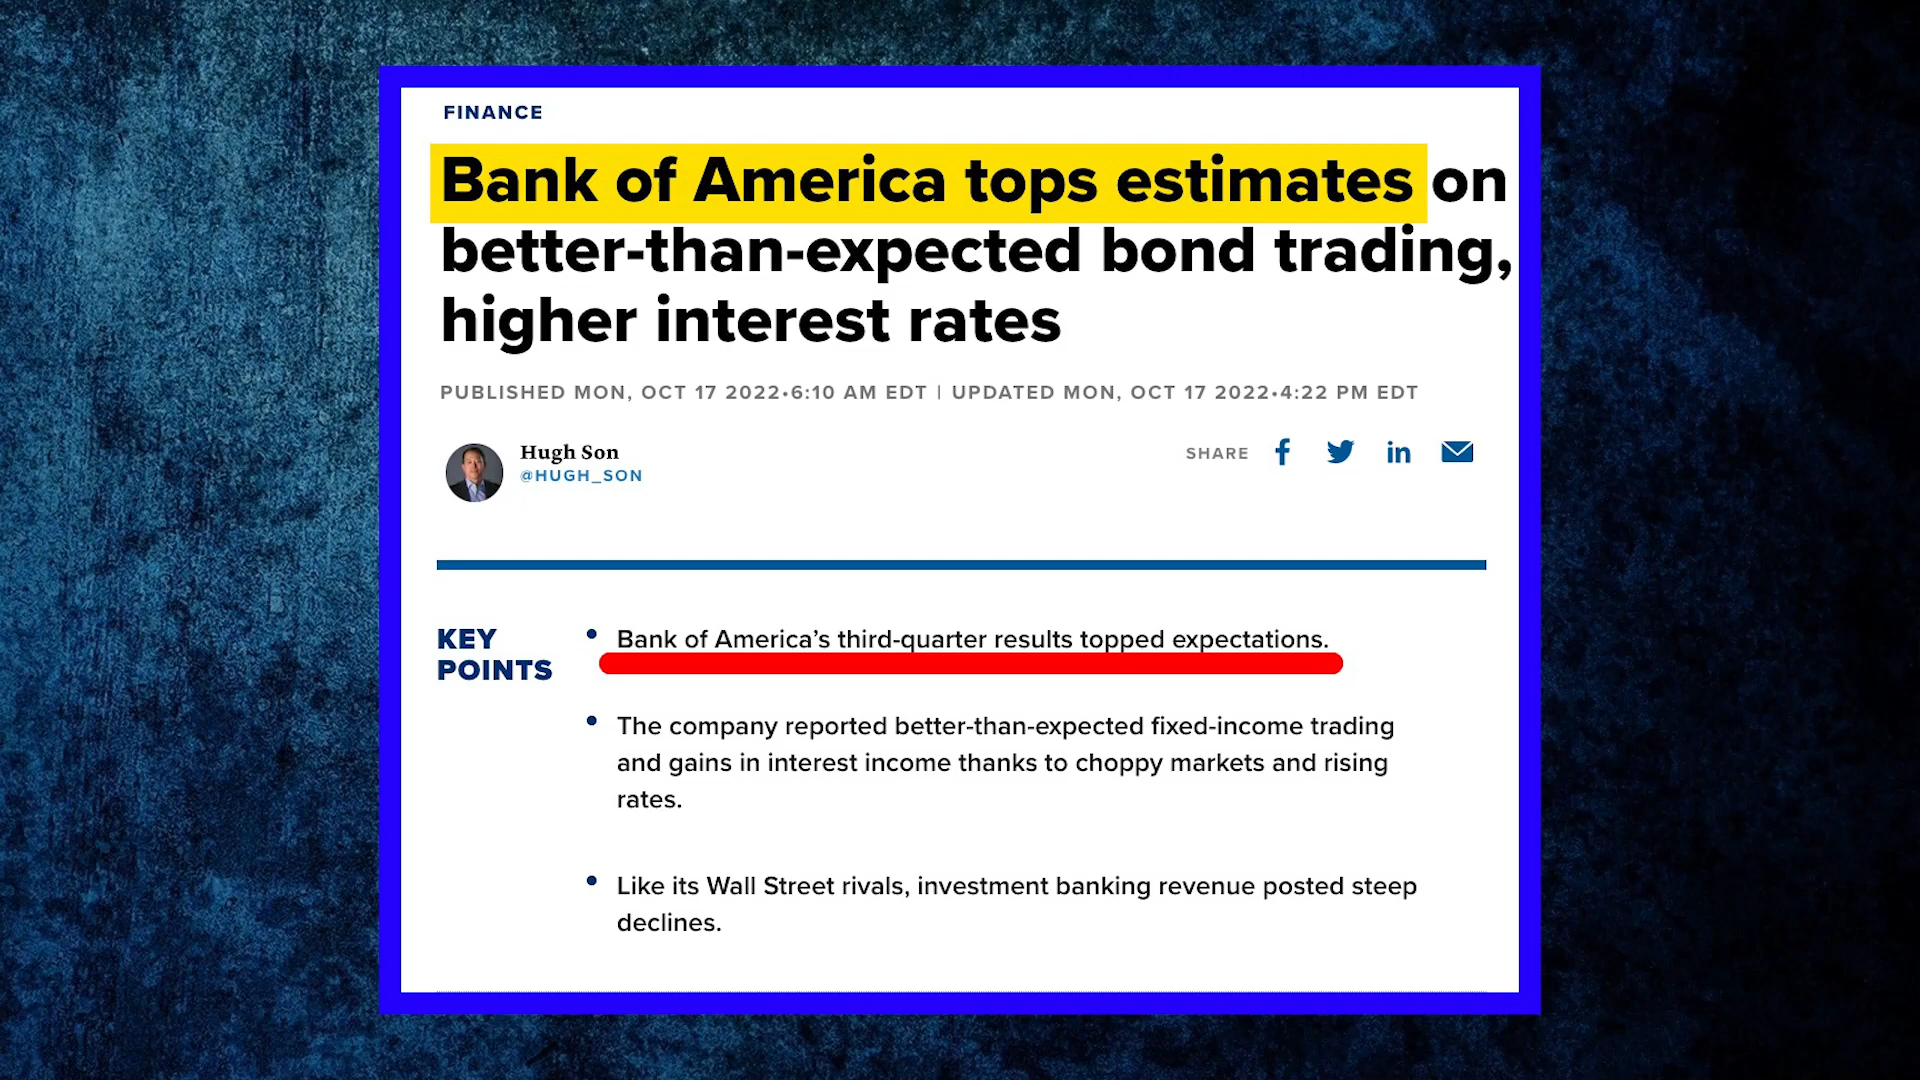 FINANCE
Bank of America tops estimates on
better-than-expected bond trading,
higher interest rates
PUBLISHED MON, OCT 17 2022•6:10 AM EDT | UPDATED MON, OCT 17 2022•4:22 PM EDT
Hugh Son
@HUGH_SON
SHARE
KEY
POINTS
• Bank of America’s third-quarter results topped expectations.
• The company reported better-than-expected fixed-income trading
and gains in interest income thanks to choppy markets and rising
rates.
• Like its Wall Street rivals, investment banking revenue posted steep
declines.